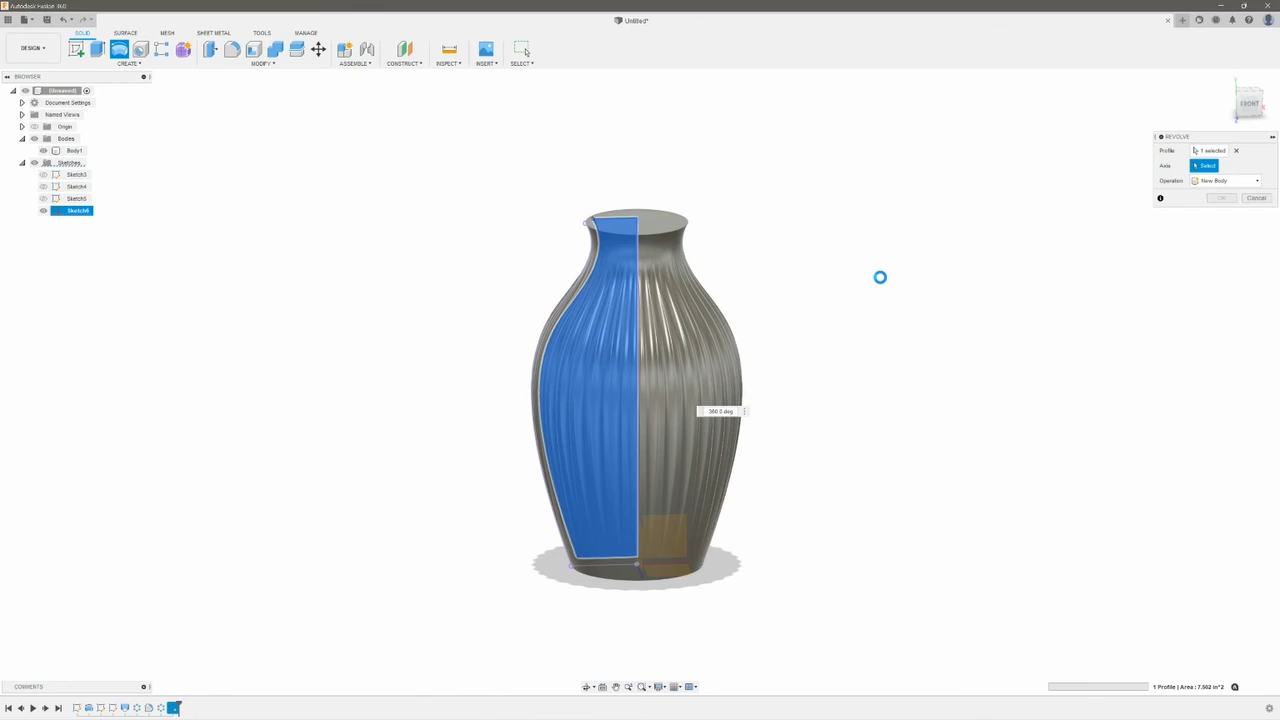 Autodesk Fusion 360
Untitled*
DESIGN
SOLID SURFACE MESH SHEET METAL TOOLS MANAGE
CREATE MODIFY ASSEMBLE CONSTRUCT INSPECT INSERT SELECT
BROWSER
(Unsaved)
Document Settings
Named Views
Origin
Bodies
Body1
Sketches
Sketch3
Sketch4
Sketch5
Sketch6
FRONT
REVOLVE
Profile 1 selected
Axis Select
Operation New Body
OK Cancel
360.0 deg
COMMENTS
1 Profile | Area : 7.502 in^2